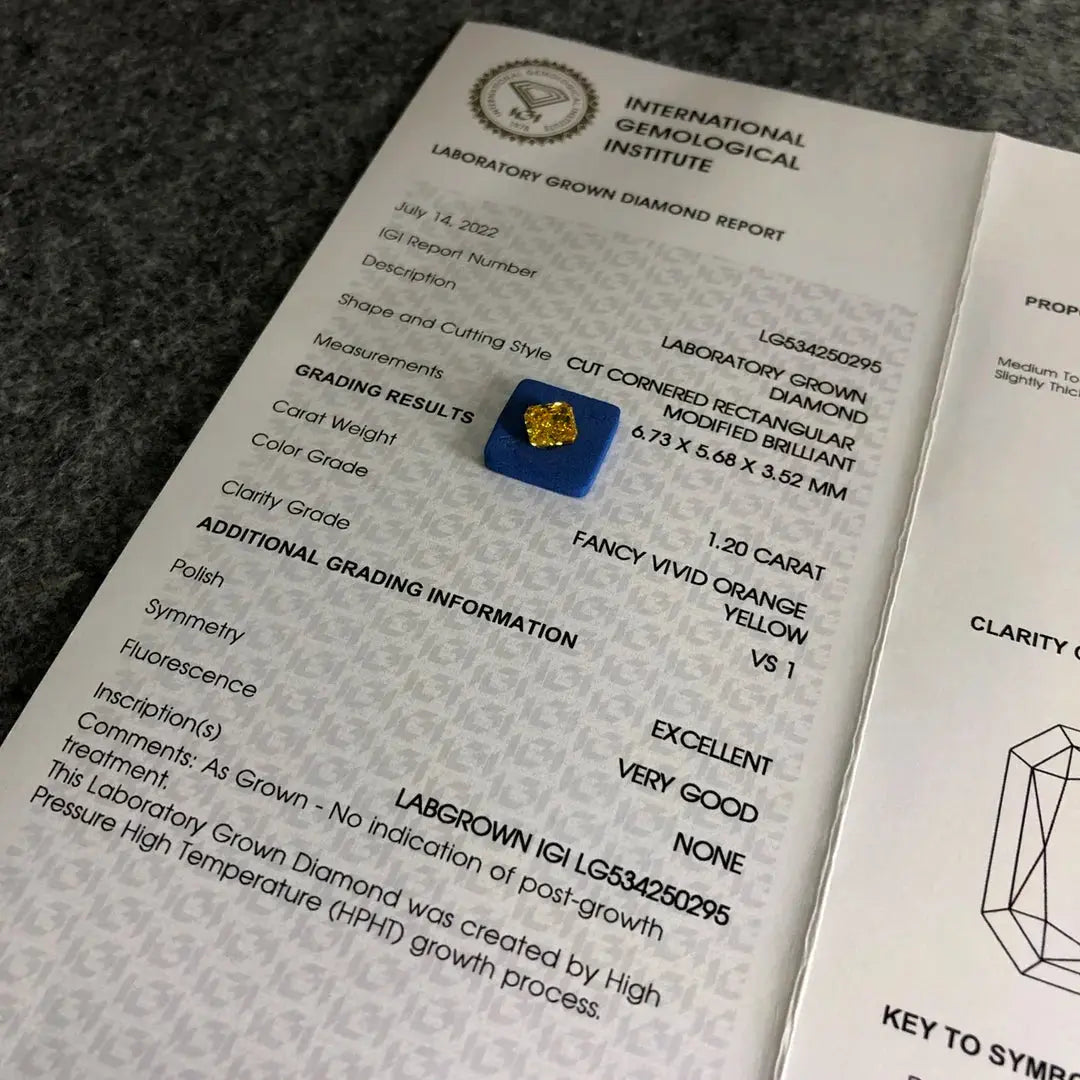 INTERNATIONAL GEMOLOGICAL INSTITUTE
IGI
1975
INTERNATIONAL
GEMOLOGICAL
INSTITUTE
LABORATORY GROWN DIAMOND REPORT
July 14, 2022
IGI Report Number
LG534250295
Description
LABORATORY GROWN
DIAMOND
Shape and Cutting Style
CUT CORNERED RECTANGULAR
MODIFIED BRILLIANT
Measurements
6.73 X 5.68 X 3.52 MM
GRADING RESULTS
Carat Weight
1.20 CARAT
Color Grade
FANCY VIVID ORANGE
YELLOW
Clarity Grade
VS 1
ADDITIONAL GRADING INFORMATION
Polish
EXCELLENT
Symmetry
VERY GOOD
Fluorescence
NONE
Inscription(s)
LABGROWN IGI LG534250295
Comments: As Grown - No indication of post-growth
treatment.
This Laboratory Grown Diamond was created by High
Pressure High Temperature (HPHT) growth process.
PROP
Medium To
Slightly Thic
CLARITY
KEY TO SYMB